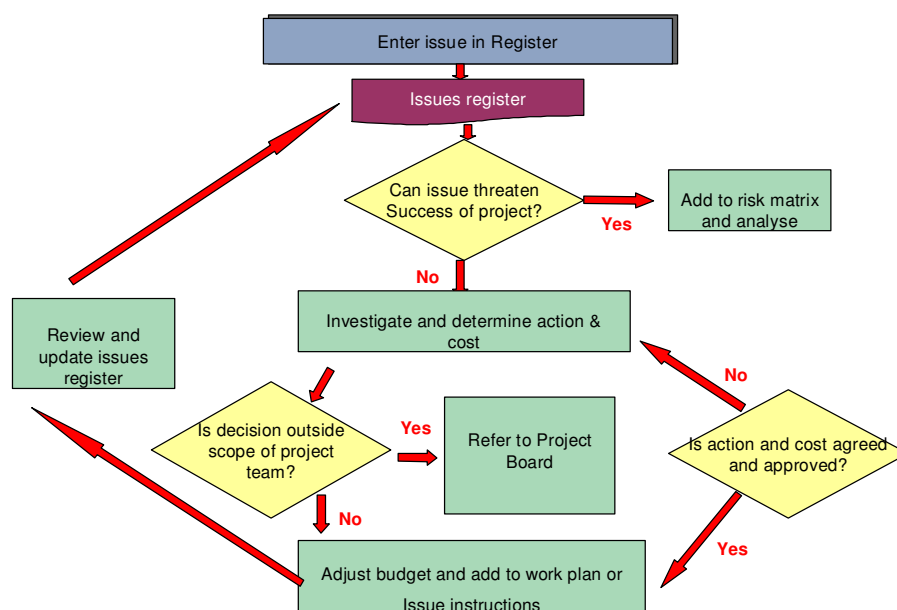 Enter issue in Register
Issues register
Can issue threaten
Success of project?
Yes
Add to risk matrix
and analyse
No
Investigate and determine action &
cost
Review and
update issues
register
No
Is decision outside
scope of project
team?
Yes
Refer to Project
Board
Is action and cost agreed
and approved?
No
Yes
Adjust budget and add to work plan or
Issue instructions